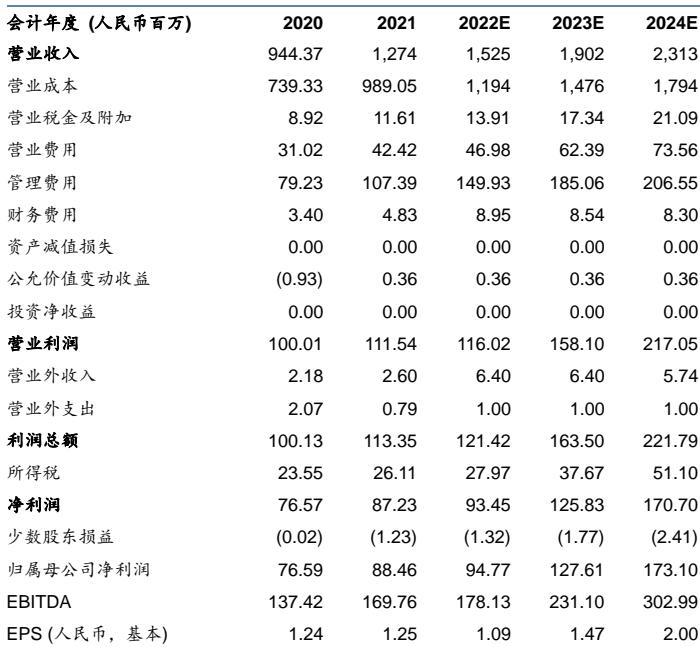 会计年度 (人民币百万) 2020 2021 2022E 2023E 2024E
营业收入 944.37 1,274 1,525 1,902 2,313
营业成本 739.33 989.05 1,194 1,476 1,794
营业税金及附加 8.92 11.61 13.91 17.34 21.09
营业费用 31.02 42.42 46.98 62.39 73.56
管理费用 79.23 107.39 149.93 185.06 206.55
财务费用 3.40 4.83 8.95 8.54 8.30
资产减值损失 0.00 0.00 0.00 0.00 0.00
公允价值变动收益 (0.93) 0.36 0.36 0.36 0.36
投资净收益 0.00 0.00 0.00 0.00 0.00
营业利润 100.01 111.54 116.02 158.10 217.05
营业外收入 2.18 2.60 6.40 6.40 5.74
营业外支出 2.07 0.79 1.00 1.00 1.00
利润总额 100.13 113.35 121.42 163.50 221.79
所得税 23.55 26.11 27.97 37.67 51.10
净利润 76.57 87.23 93.45 125.83 170.70
少数股东损益 (0.02) (1.23) (1.32) (1.77) (2.41)
归属母公司净利润 76.59 88.46 94.77 127.61 173.10
EBITDA 137.42 169.76 178.13 231.10 302.99
EPS (人民币，基本) 1.24 1.25 1.09 1.47 2.00